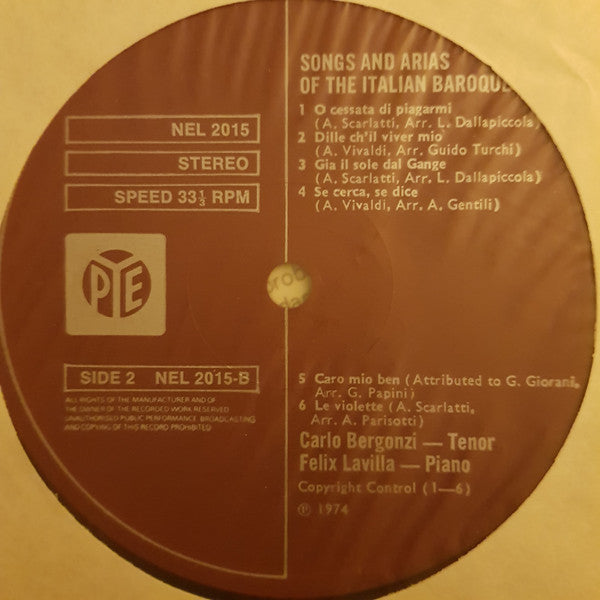 NEL 2015
STEREO
SPEED 33⅓ RPM
PYE
SIDE 2 NEL 2015-B
ALL RIGHTS OF THE MANUFACTURER AND OF
THE OWNER OF THE RECORDED WORK RESERVED
UNAUTHORISED PUBLIC PERFORMANCE BROADCASTING
AND COPYING OF THIS RECORD PROHIBITED
SONGS AND ARIAS
OF THE ITALIAN BAROQUE
1 O cessata di piagarmi
(A. Scarlatti, Arr. L. Dallapiccola)
2 Dille ch'il viver mio
(A. Vivaldi, Arr. Guido Turchi)
3 Gia il sole dal Gange
(A. Scarlatti, Arr. L. Dallapiccola)
4 Se cerca, se dice
(A. Vivaldi, Arr. A. Gentili)
5 Caro mio ben (Attributed to G. Giorani,
Arr. G. Papini)
6 Le violette (A. Scarlatti,
Arr. A. Parisotti)
Carlo Bergonzi — Tenor
Felix Lavilla — Piano
Copyright Control (1—6)
℗ 1974